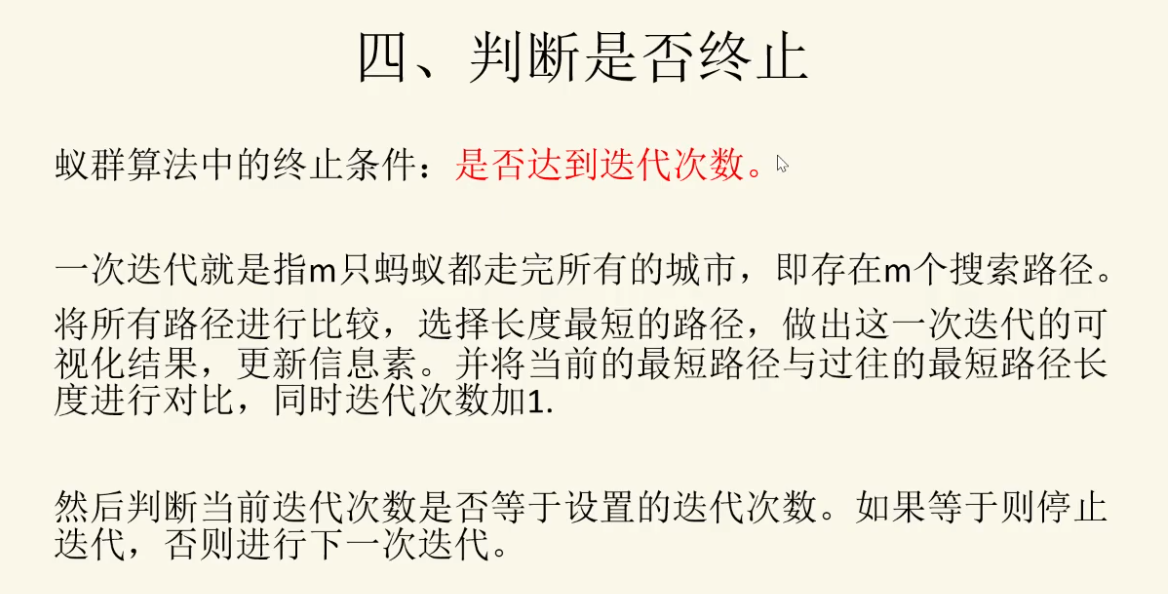 四、判断是否终止
蚁群算法中的终止条件：是否达到迭代次数。
一次迭代就是指m只蚂蚁都走完所有的城市，即存在m个搜索路径。
将所有路径进行比较，选择长度最短的路径，做出这一次迭代的可
视化结果，更新信息素。并将当前的最短路径与过往的最短路径长
度进行对比，同时迭代次数加1.
然后判断当前迭代次数是否等于设置的迭代次数。如果等于则停止
迭代，否则进行下一次迭代。